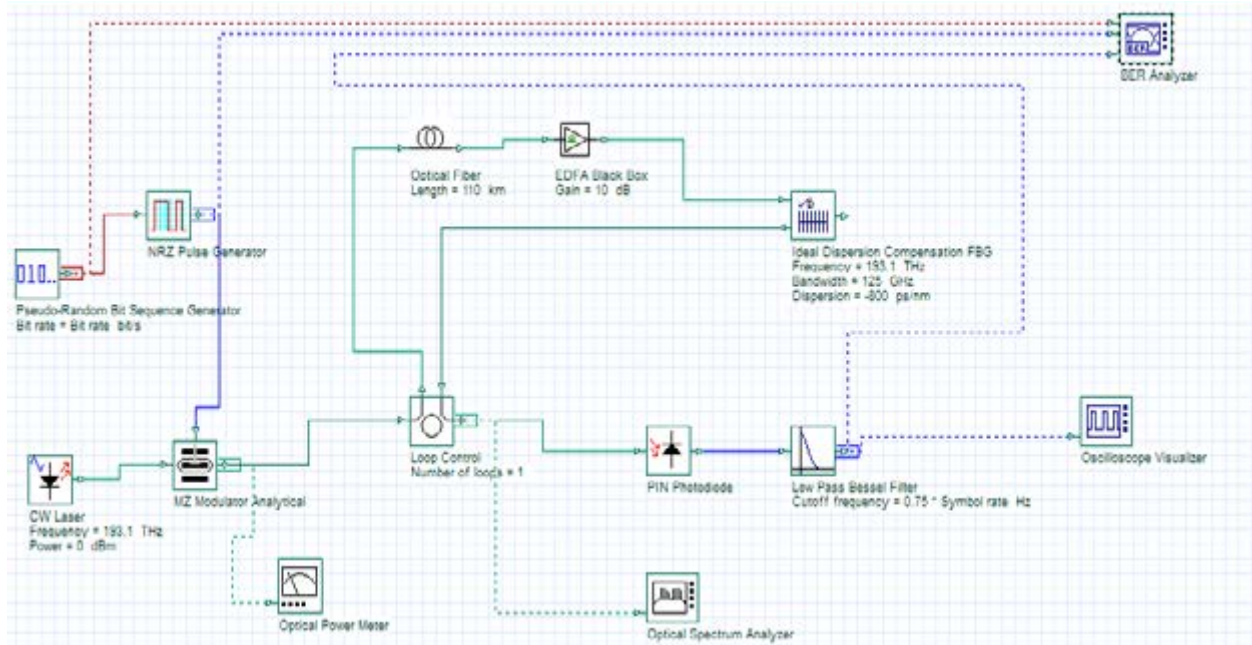 BER
BER Analyzer
Optical Fiber
Length = 110 km
EDFA Black Box
Gain = 10 dB
NRZ Pulse Generator
Ideal Dispersion Compensation FBG
Frequency = 193.1 THz
Bandwidth = 125 GHz
Dispersion = -800 ps/nm
010...
Pseudo-Random Bit Sequence Generator
Bit rate = Bit rate bit/s
Loop Control
Number of loops = 1
MZ Modulator Analytical
PIN Photodiode
Low Pass Bessel Filter
Cutoff frequency = 0.75 * Symbol rate Hz
Oscilloscope Visualizer
CW Laser
Frequency = 193.1 THz
Power = 0 dBm
Optical Power Meter
Optical Spectrum Analyzer